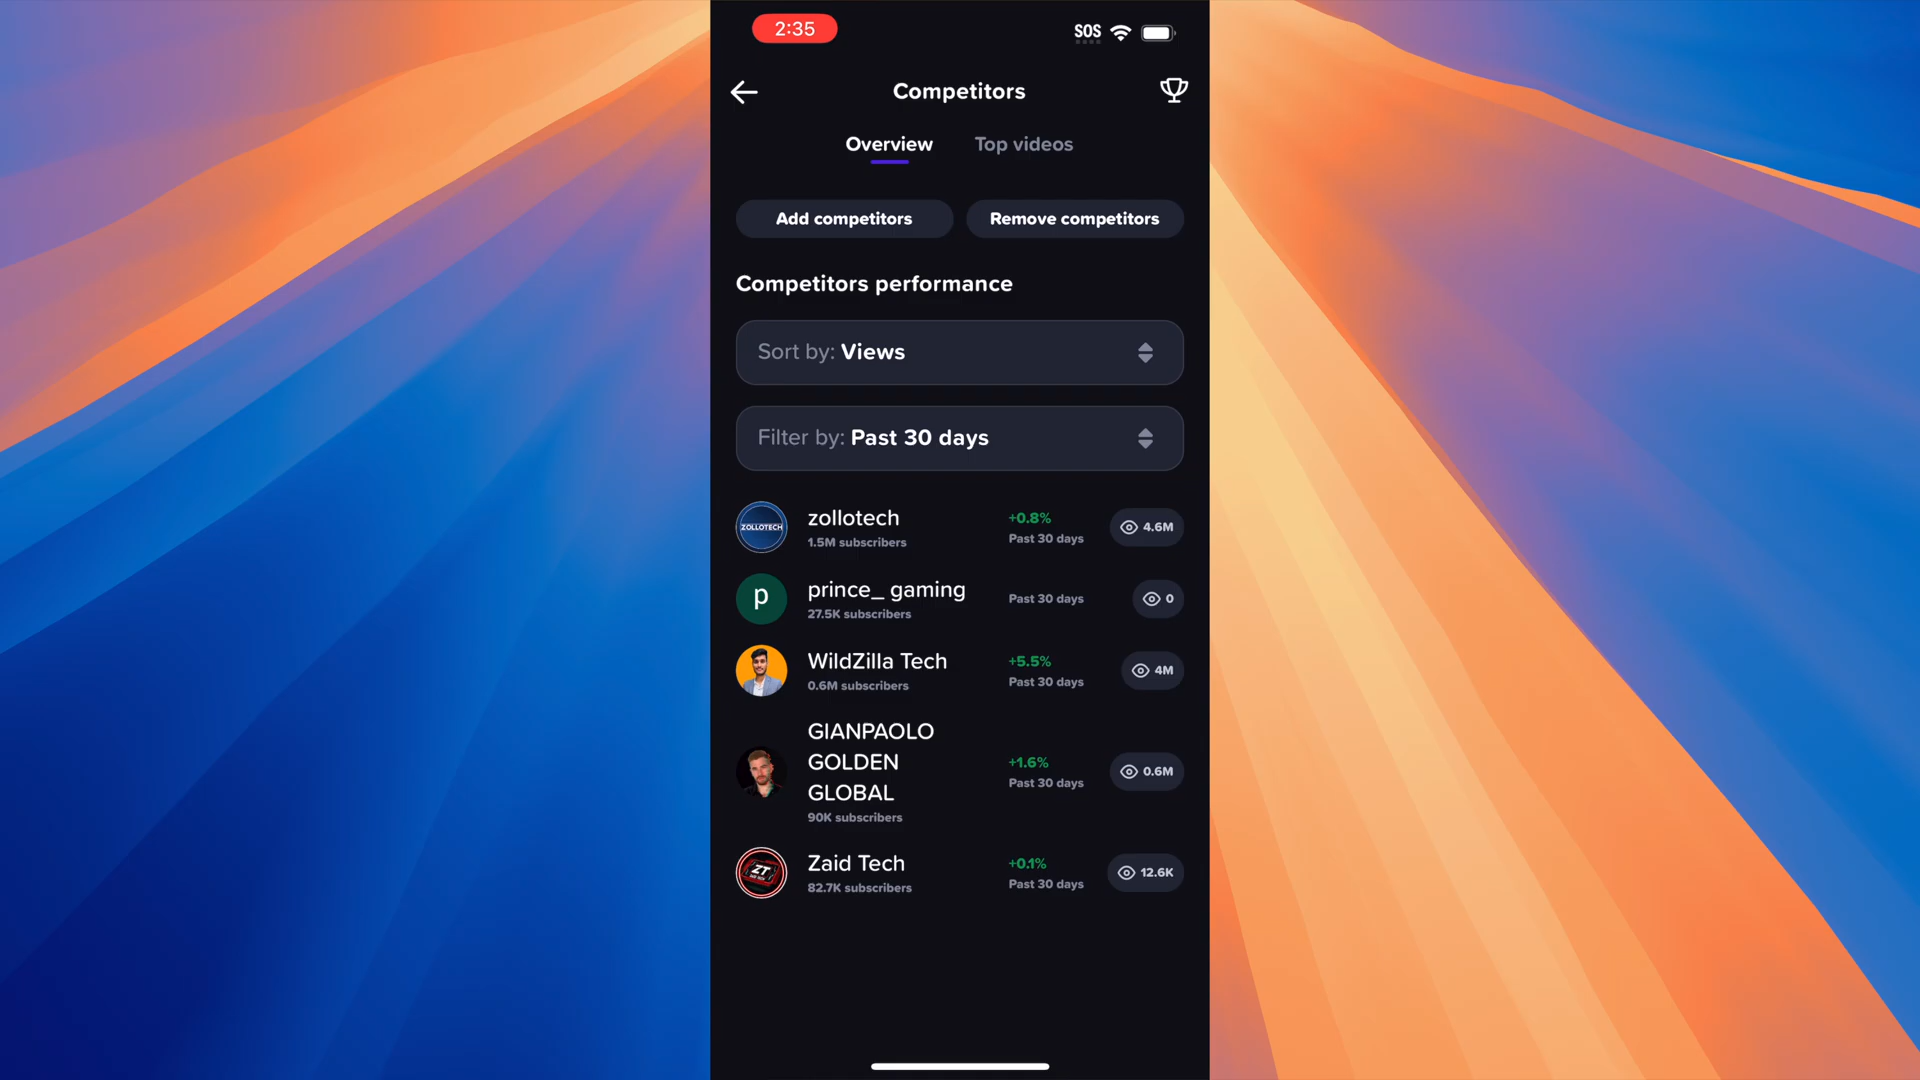 2:35
SOS
Competitors
Overview
Top videos
Add competitors
Remove competitors
Competitors performance
Sort by: Views
Filter by: Past 30 days
ZOLLOTECH
zollotech
1.5M subscribers
+0.8%
Past 30 days
4.6M
p
prince_ gaming
27.5K subscribers
Past 30 days
0
WildZilla Tech
0.6M subscribers
+5.5%
Past 30 days
4M
GIANPAOLO
GOLDEN
GLOBAL
90K subscribers
+1.6%
Past 30 days
0.6M
ZT
Zaid Tech
82.7K subscribers
+0.1%
Past 30 days
12.6K